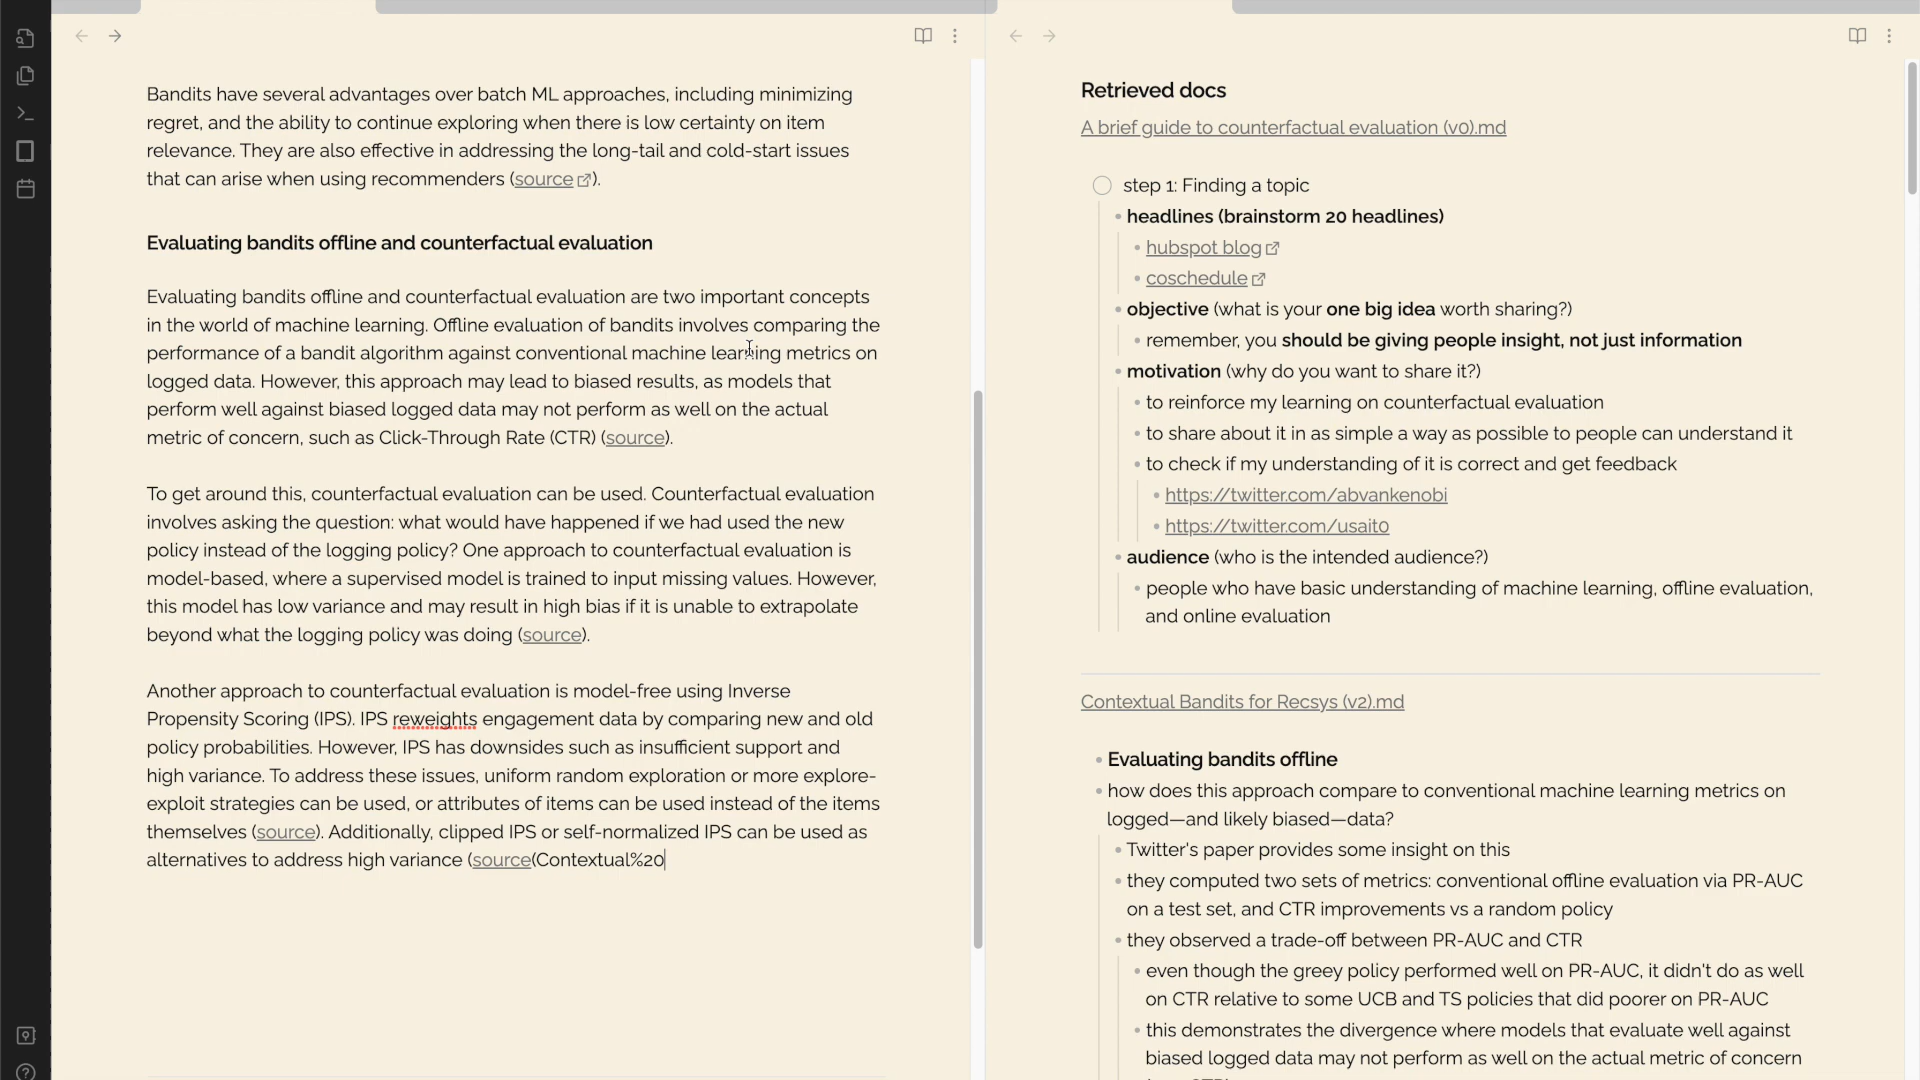 Bandits have several advantages over batch ML approaches, including minimizing
regret, and the ability to continue exploring when there is low certainty on item
relevance. They are also effective in addressing the long-tail and cold-start issues
that can arise when using recommenders (source).
Evaluating bandits offline and counterfactual evaluation
Evaluating bandits offline and counterfactual evaluation are two important concepts
in the world of machine learning. Offline evaluation of bandits involves comparing the
performance of a bandit algorithm against conventional machine learning metrics on
logged data. However, this approach may lead to biased results, as models that
perform well against biased logged data may not perform as well on the actual
metric of concern, such as Click-Through Rate (CTR) (source).
To get around this, counterfactual evaluation can be used. Counterfactual evaluation
involves asking the question: what would have happened if we had used the new
policy instead of the logging policy? One approach to counterfactual evaluation is
model-based, where a supervised model is trained to input missing values. However,
this model has low variance and may result in high bias if it is unable to extrapolate
beyond what the logging policy was doing (source).
Another approach to counterfactual evaluation is model-free using Inverse
Propensity Scoring (IPS). IPS reweights engagement data by comparing new and old
policy probabilities. However, IPS has downsides such as insufficient support and
high variance. To address these issues, uniform random exploration or more explore-
exploit strategies can be used, or attributes of items can be used instead of the items
themselves (source). Additionally, clipped IPS or self-normalized IPS can be used as
alternatives to address high variance (source(Contextual%20
Retrieved docs
A brief guide to counterfactual evaluation (v0).md
step 1: Finding a topic
headlines (brainstorm 20 headlines)
hubspot blog
coschedule
objective (what is your one big idea worth sharing?)
remember, you should be giving people insight, not just information
motivation (why do you want to share it?)
to reinforce my learning on counterfactual evaluation
to share about it in as simple a way as possible to people can understand it
to check if my understanding of it is correct and get feedback
https://twitter.com/abvankenobi
https://twitter.com/usait0
audience (who is the intended audience?)
people who have basic understanding of machine learning, offline evaluation,
and online evaluation
Contextual Bandits for Recsys (v2).md
Evaluating bandits offline
how does this approach compare to conventional machine learning metrics on
logged—and likely biased—data?
Twitter's paper provides some insight on this
they computed two sets of metrics: conventional offline evaluation via PR-AUC
on a test set, and CTR improvements vs a random policy
they observed a trade-off between PR-AUC and CTR
even though the greey policy performed well on PR-AUC, it didn't do as well
on CTR relative to some UCB and TS policies that did poorer on PR-AUC
this demonstrates the divergence where models that evaluate well against
biased logged data may not perform as well on the actual metric of concern